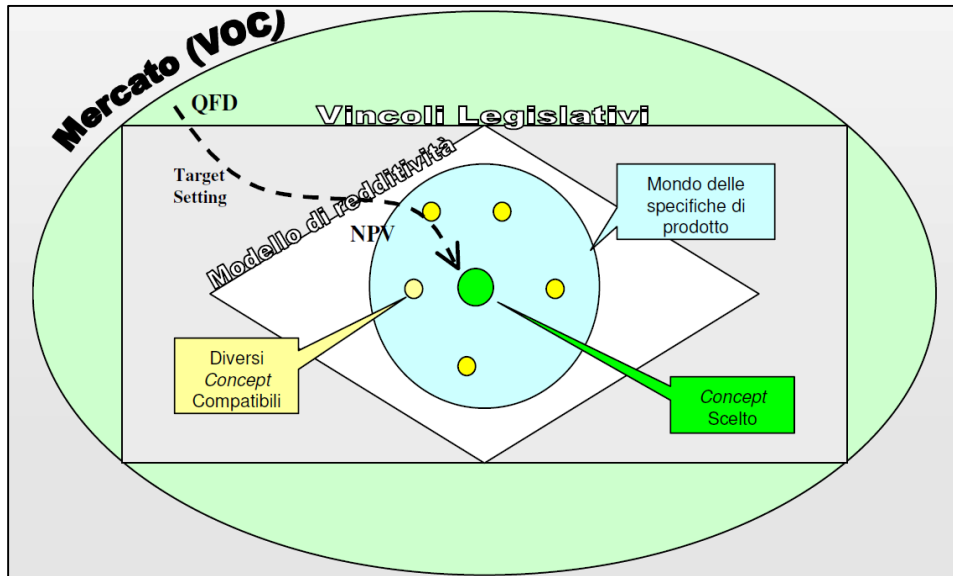 Mercato (VOC)
QFD
Vincoli Legislativi
Target
Setting
Modello di redditività
NPV
Mondo delle
specifiche di
prodotto
Diversi
Concept
Compatibili
Concept
Scelto